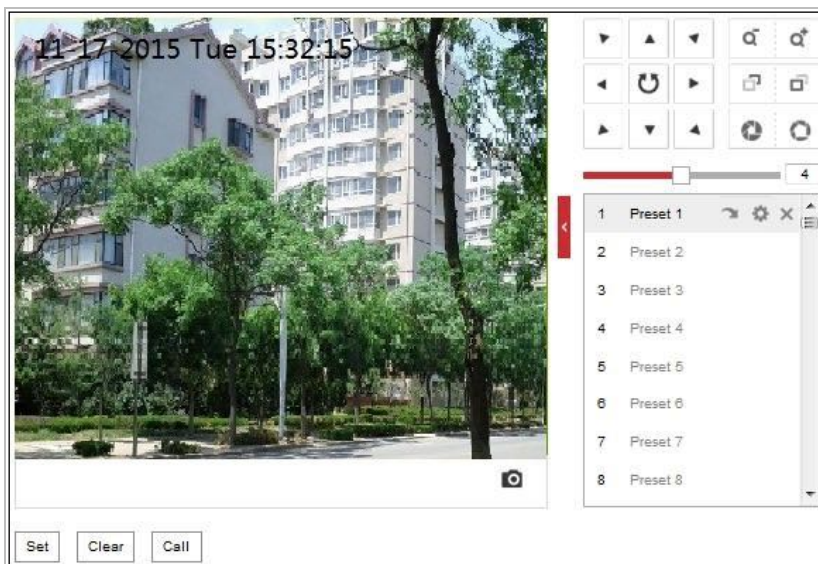 11-17-2015 Tue 15:32:15
4
1 Preset 1
2 Preset 2
3 Preset 3
4 Preset 4
5 Preset 5
6 Preset 6
7 Preset 7
8 Preset 8
Set Clear Call